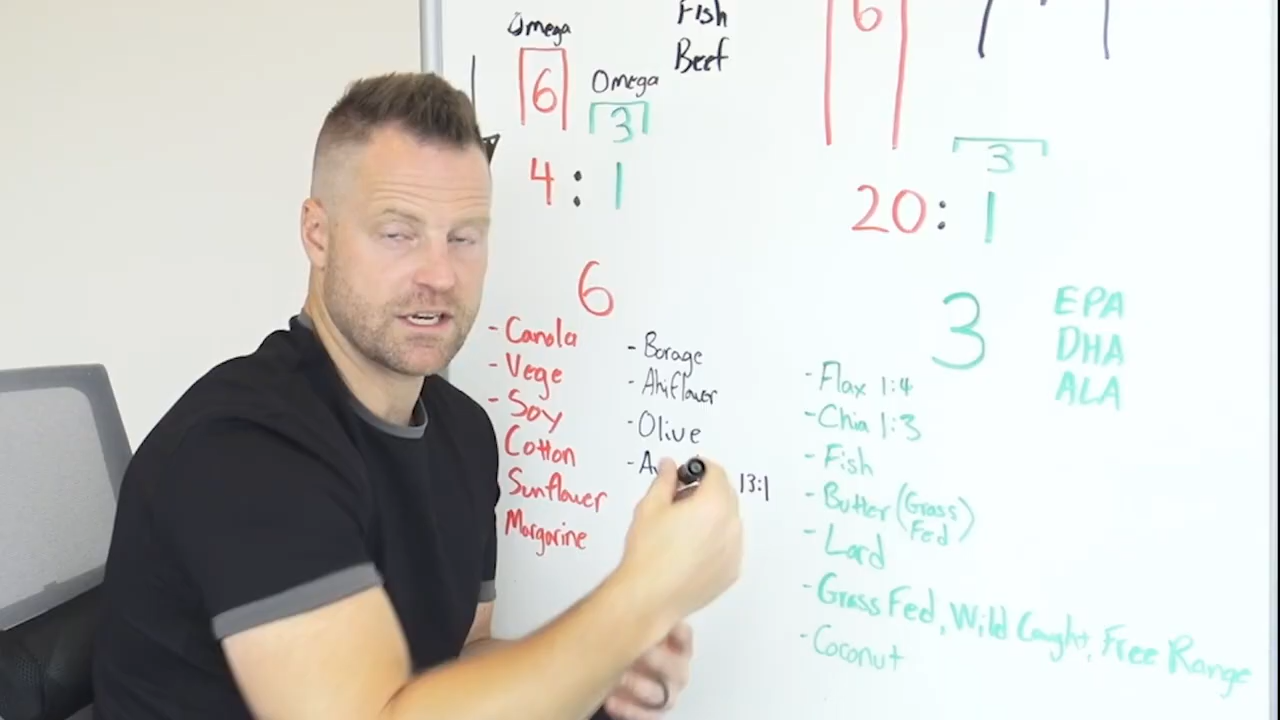 Omega
6
Omega
3
4 : 1
Fish
Beef
6
3
20 : 1
6
- Canola
- Vege
- Soy
Cotton
Sunflower
Margarine
- Borage
- Ahiflower
- Olive
13:1
3
EPA
DHA
ALA
- Flax 1:4
- Chia 1:3
- Fish
- Butter (Grass Fed)
- Lard
- Grass Fed, Wild Caught, Free Range
- Coconut